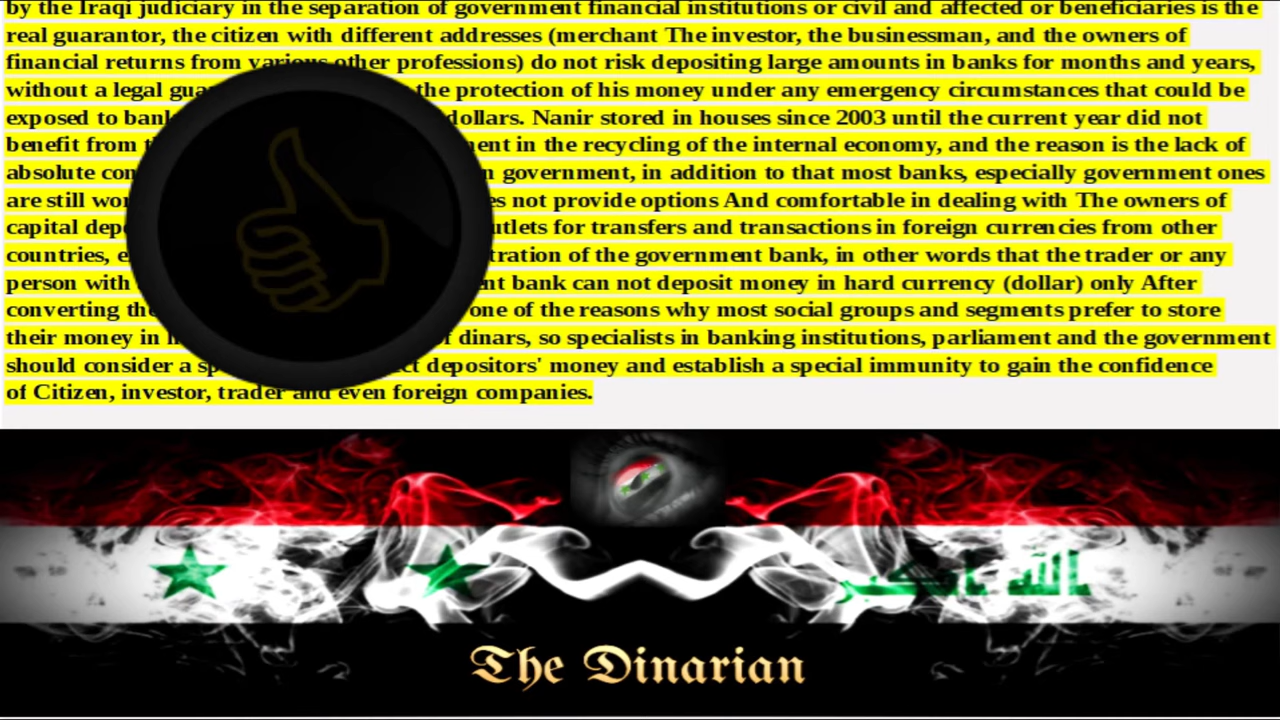 by the Iraqi judiciary in the separation of government financial institutions or civil and affected or beneficiaries is the
real guarantor, the citizen with different addresses (merchant The investor, the businessman, and the owners of
financial returns from various other professions) do not risk depositing large amounts in banks for months and years,
without a legal the protection of his money under any emergency circumstances that could be
exposed to dollars. Nanir stored in houses since 2003 until the current year did not
benefit from in the recycling of the internal economy, and the reason is the lack of
absolute government, in addition to that most banks, especially government ones
are still not provide options And comfortable in dealing with The owners of
capital for transfers and transactions in foreign currencies from other
countries, of the government bank, in other words that the trader or any
person with bank can not deposit money in hard currency (dollar) only After
converting one of the reasons why most social groups and segments prefer to store
their money in dinars, so specialists in banking institutions, parliament and the government
should consider a depositors' money and establish a special immunity to gain the confidence
of Citizen, investor, trader and even foreign companies.
الله اكبر
The Dinarian